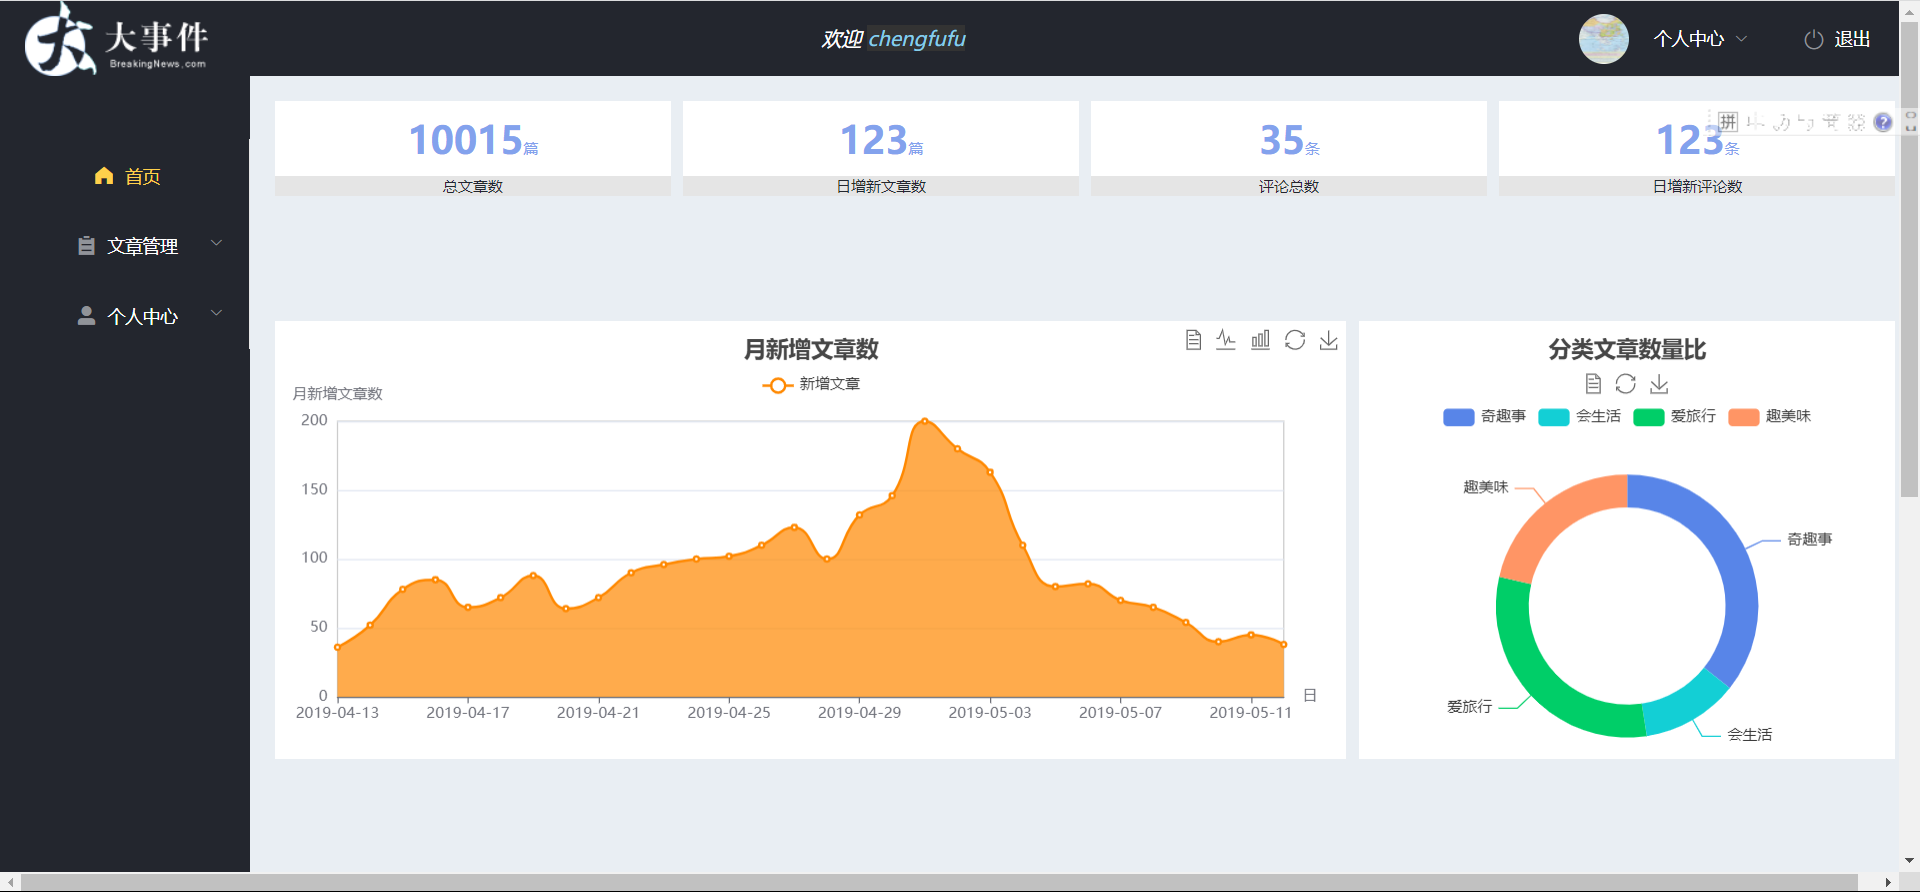 大事件
BreakingNews.com
欢迎 chengfufu
个人中心
退出
首页
文章管理
个人中心
10015篇
总文章数
123篇
日增新文章数
35条
评论总数
123条
日增新评论数
拼
?
月新增文章数
新增文章
月新增文章数
200
150
100
50
0
2019-04-13 2019-04-17 2019-04-21 2019-04-25 2019-04-29 2019-05-03 2019-05-07 2019-05-11
日
分类文章数量比
奇趣事 会生活 爱旅行 趣美味
趣美味
奇趣事
爱旅行
会生活